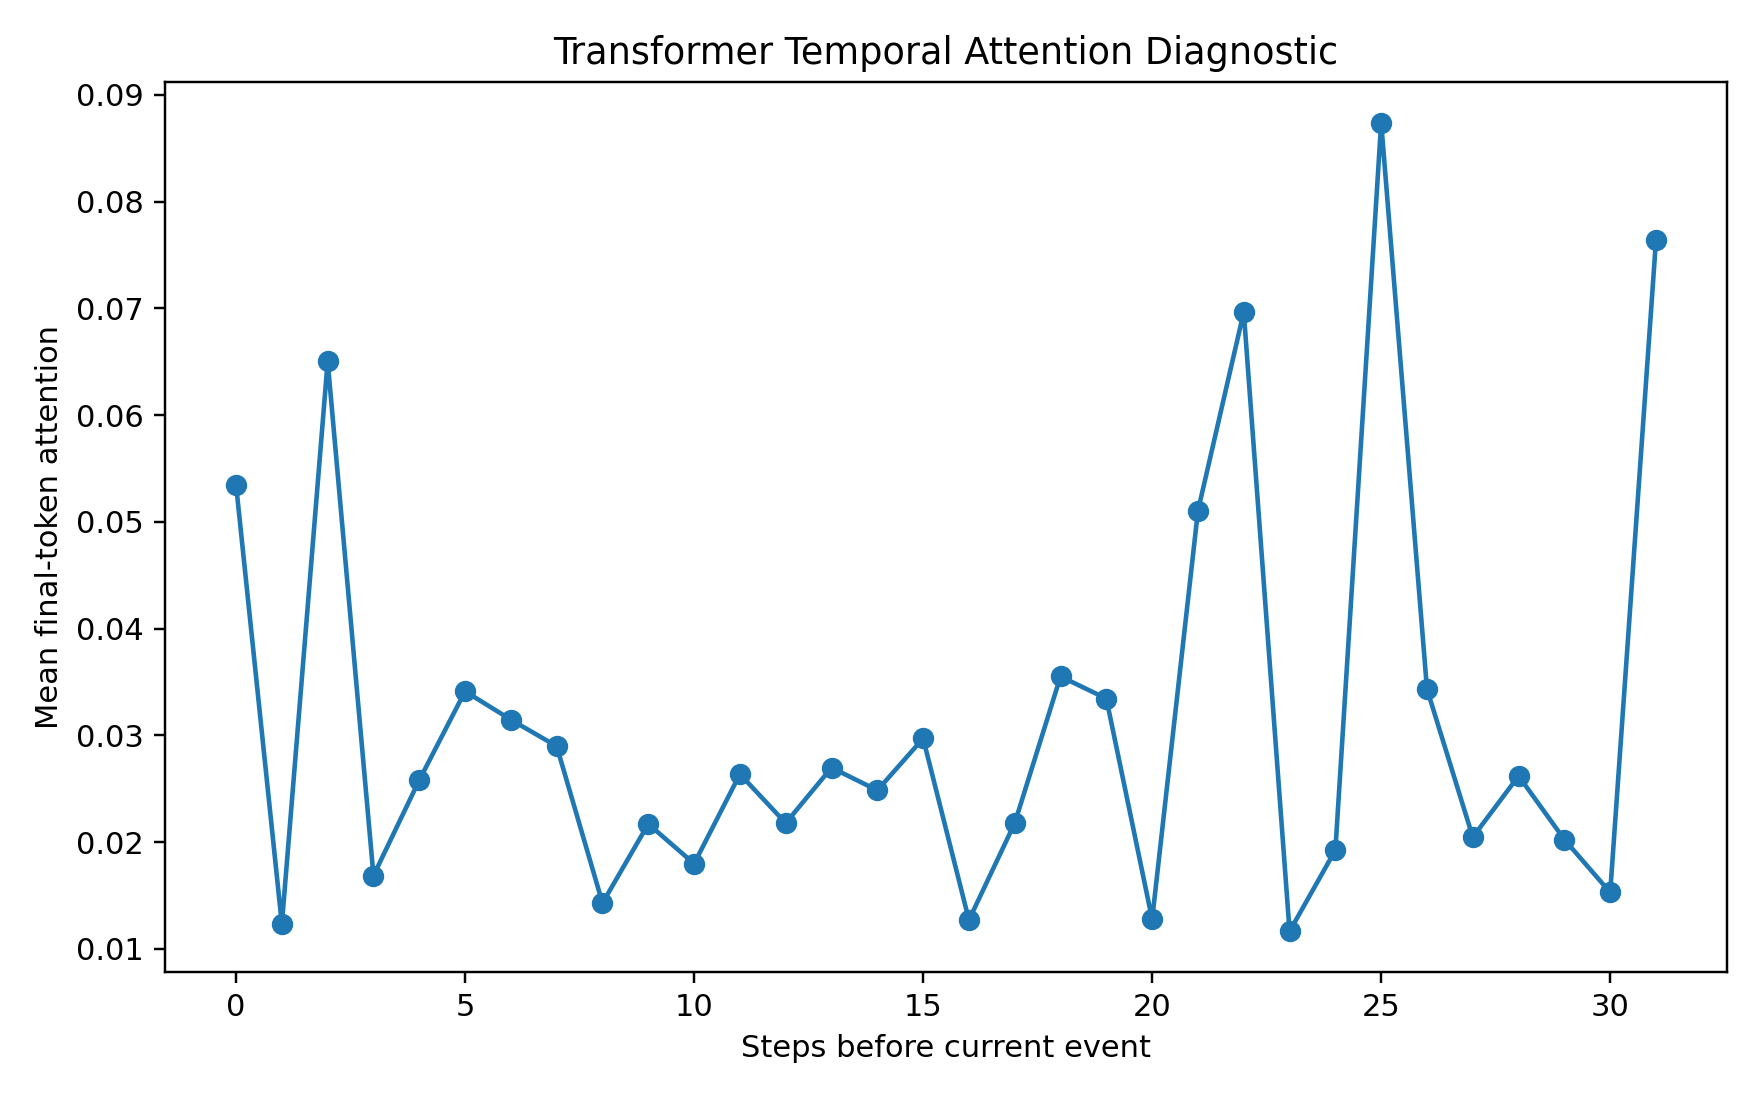 Transformer Temporal Attention Diagnostic
0.09
0.08
0.07
0.06
0.05
0.04
0.03
0.02
0.01
Mean final-token attention
0 5 10 15 20 25 30
Steps before current event